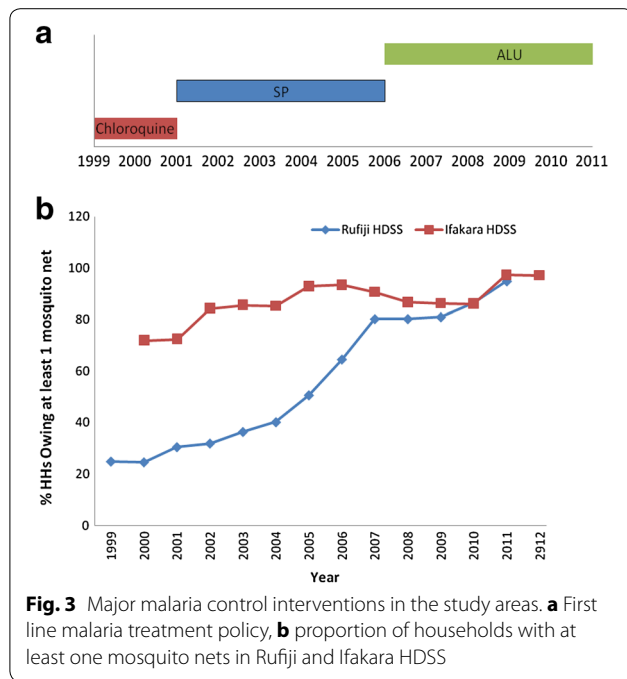 a
ALU
SP
Chloroquine
1999 2000 2001 2002 2003 2004 2005 2006 2007 2008 2009 2010 2011
b
120
100
80
60
40
20
0
% HHs Owing at least 1 mosquito net
Rufiji HDSS Ifakara HDSS
1999 2000 2001 2002 2003 2004 2005 2006 2007 2008 2009 2010 2011 2912
Year
Fig. 3 Major malaria control interventions in the study areas. a First
line malaria treatment policy, b proportion of households with at
least one mosquito nets in Rufiji and Ifakara HDSS